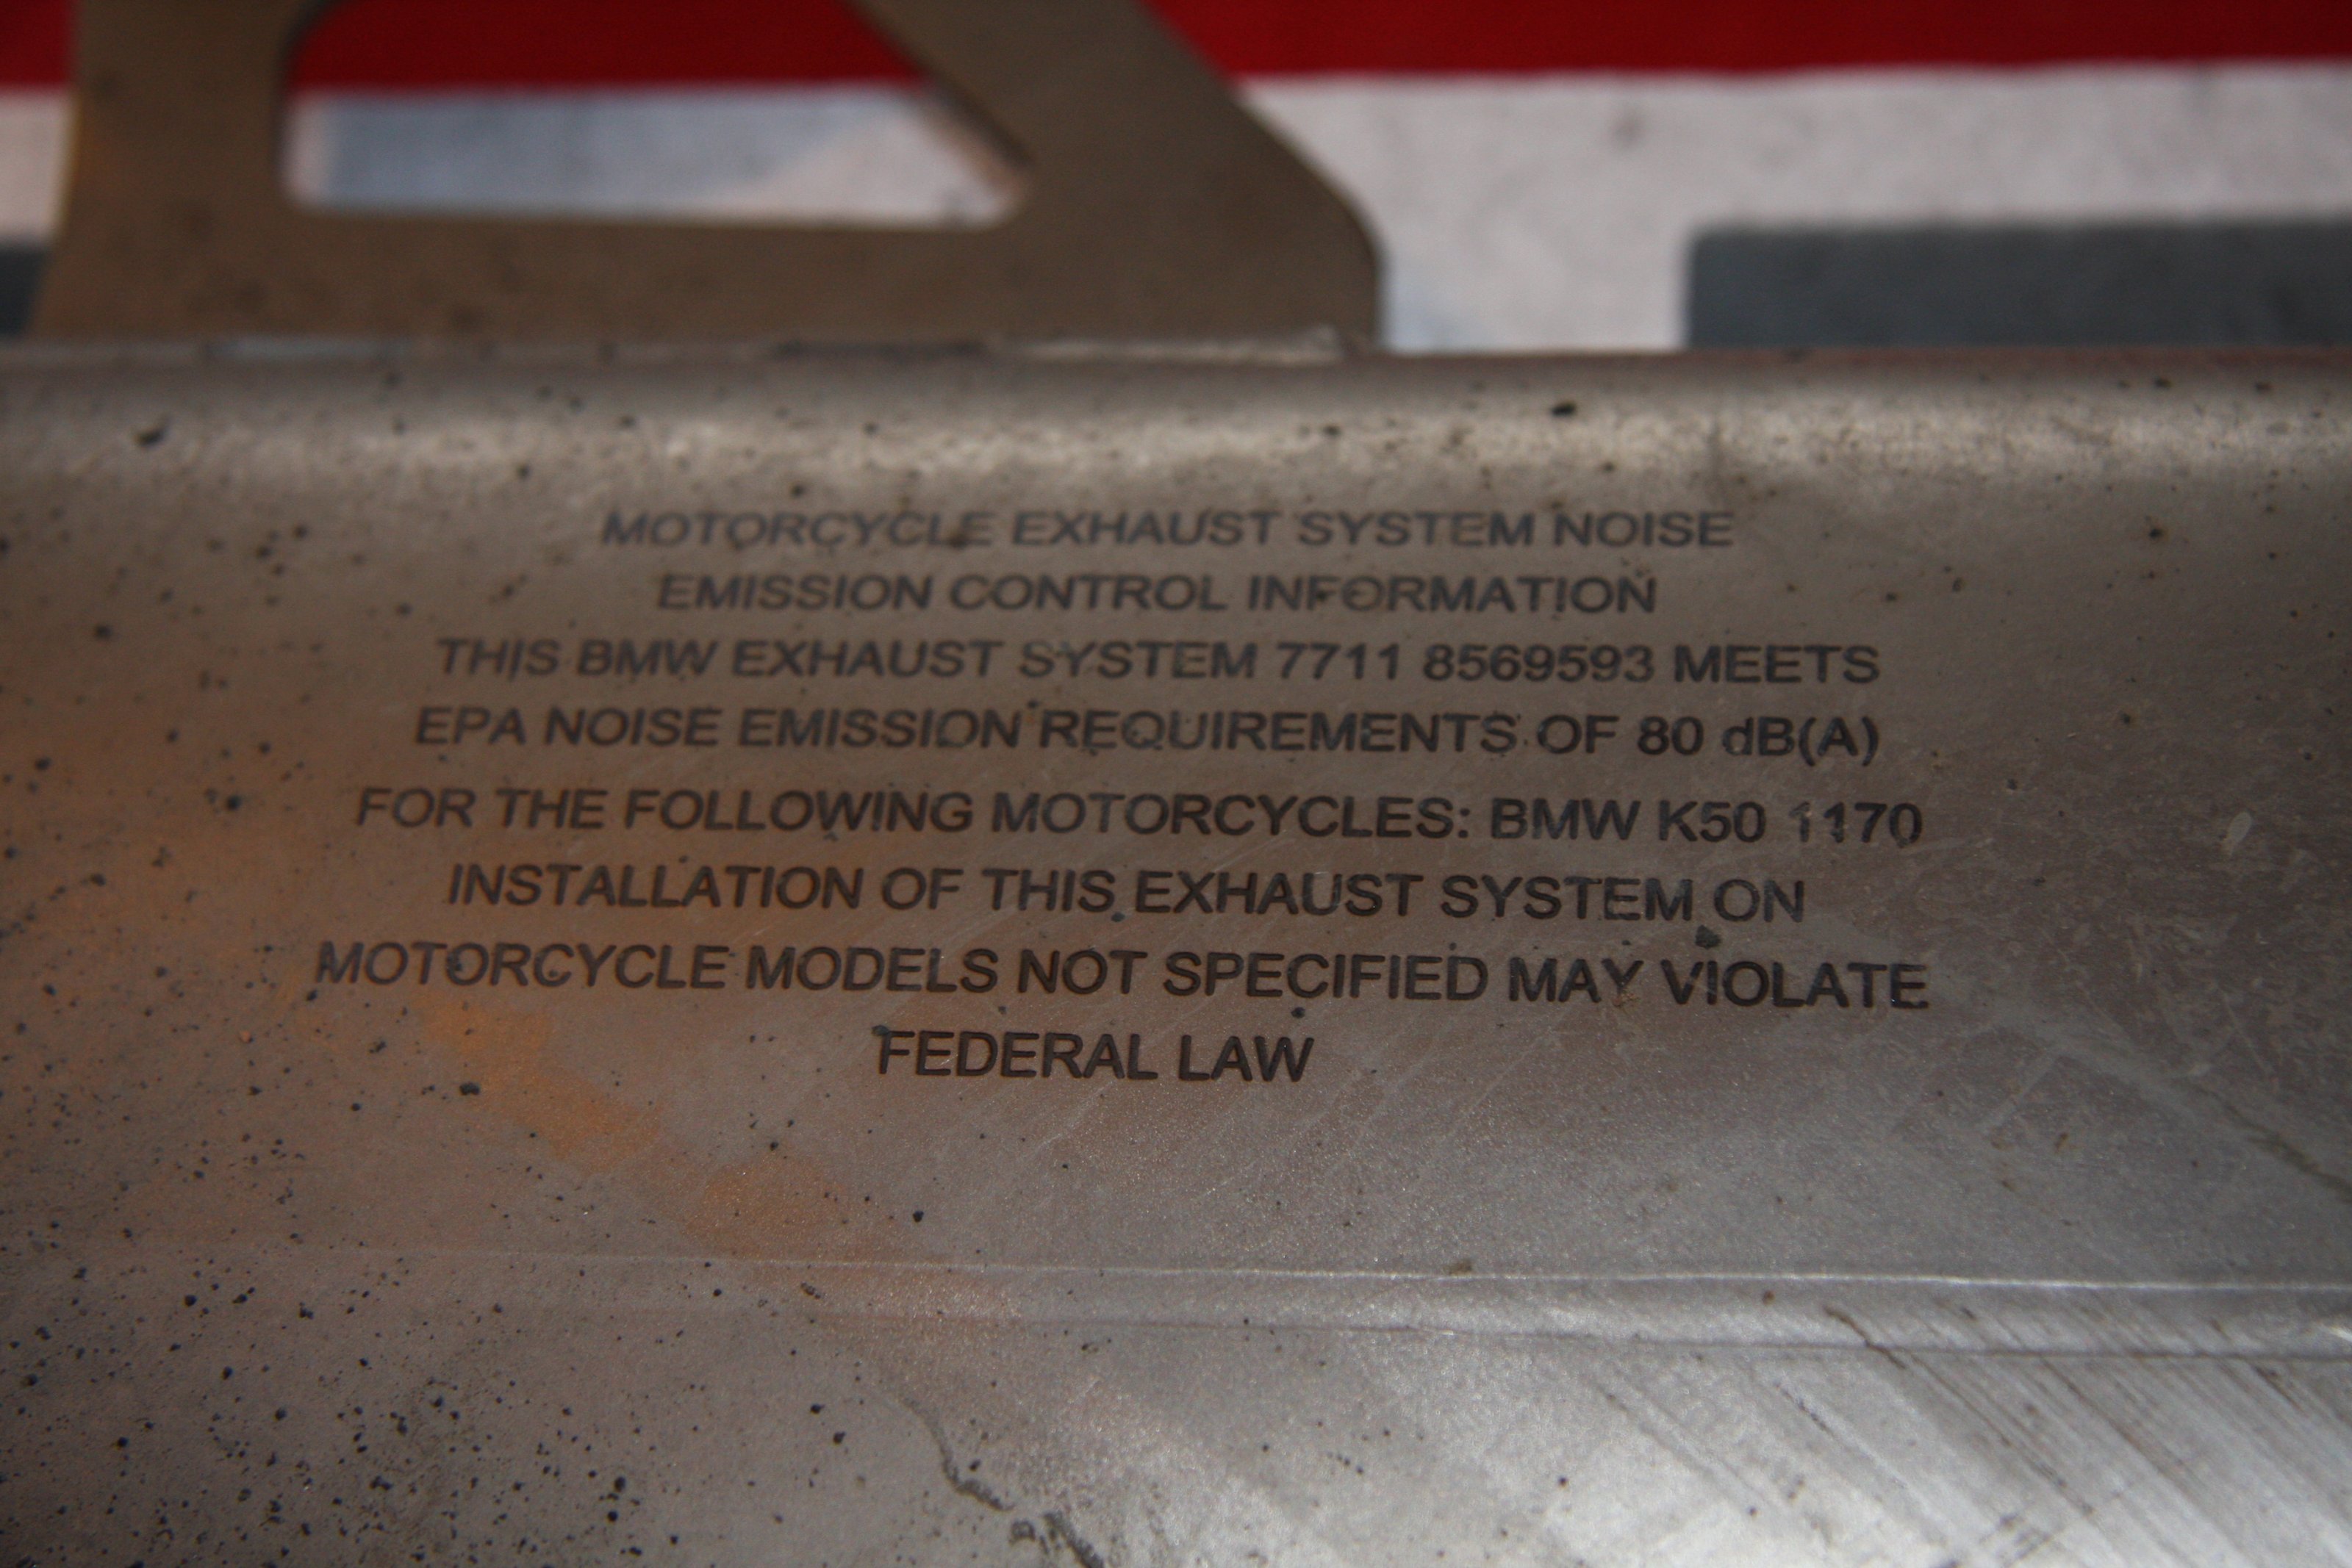 MOTORCYCLE EXHAUST SYSTEM NOISE
EMISSION CONTROL INFORMATION
THIS BMW EXHAUST SYSTEM 7711 8569593 MEETS
EPA NOISE EMISSION REQUIREMENTS OF 80 dB(A)
FOR THE FOLLOWING MOTORCYCLES: BMW K50 1170
INSTALLATION OF THIS EXHAUST SYSTEM ON
MOTORCYCLE MODELS NOT SPECIFIED MAY VIOLATE
FEDERAL LAW